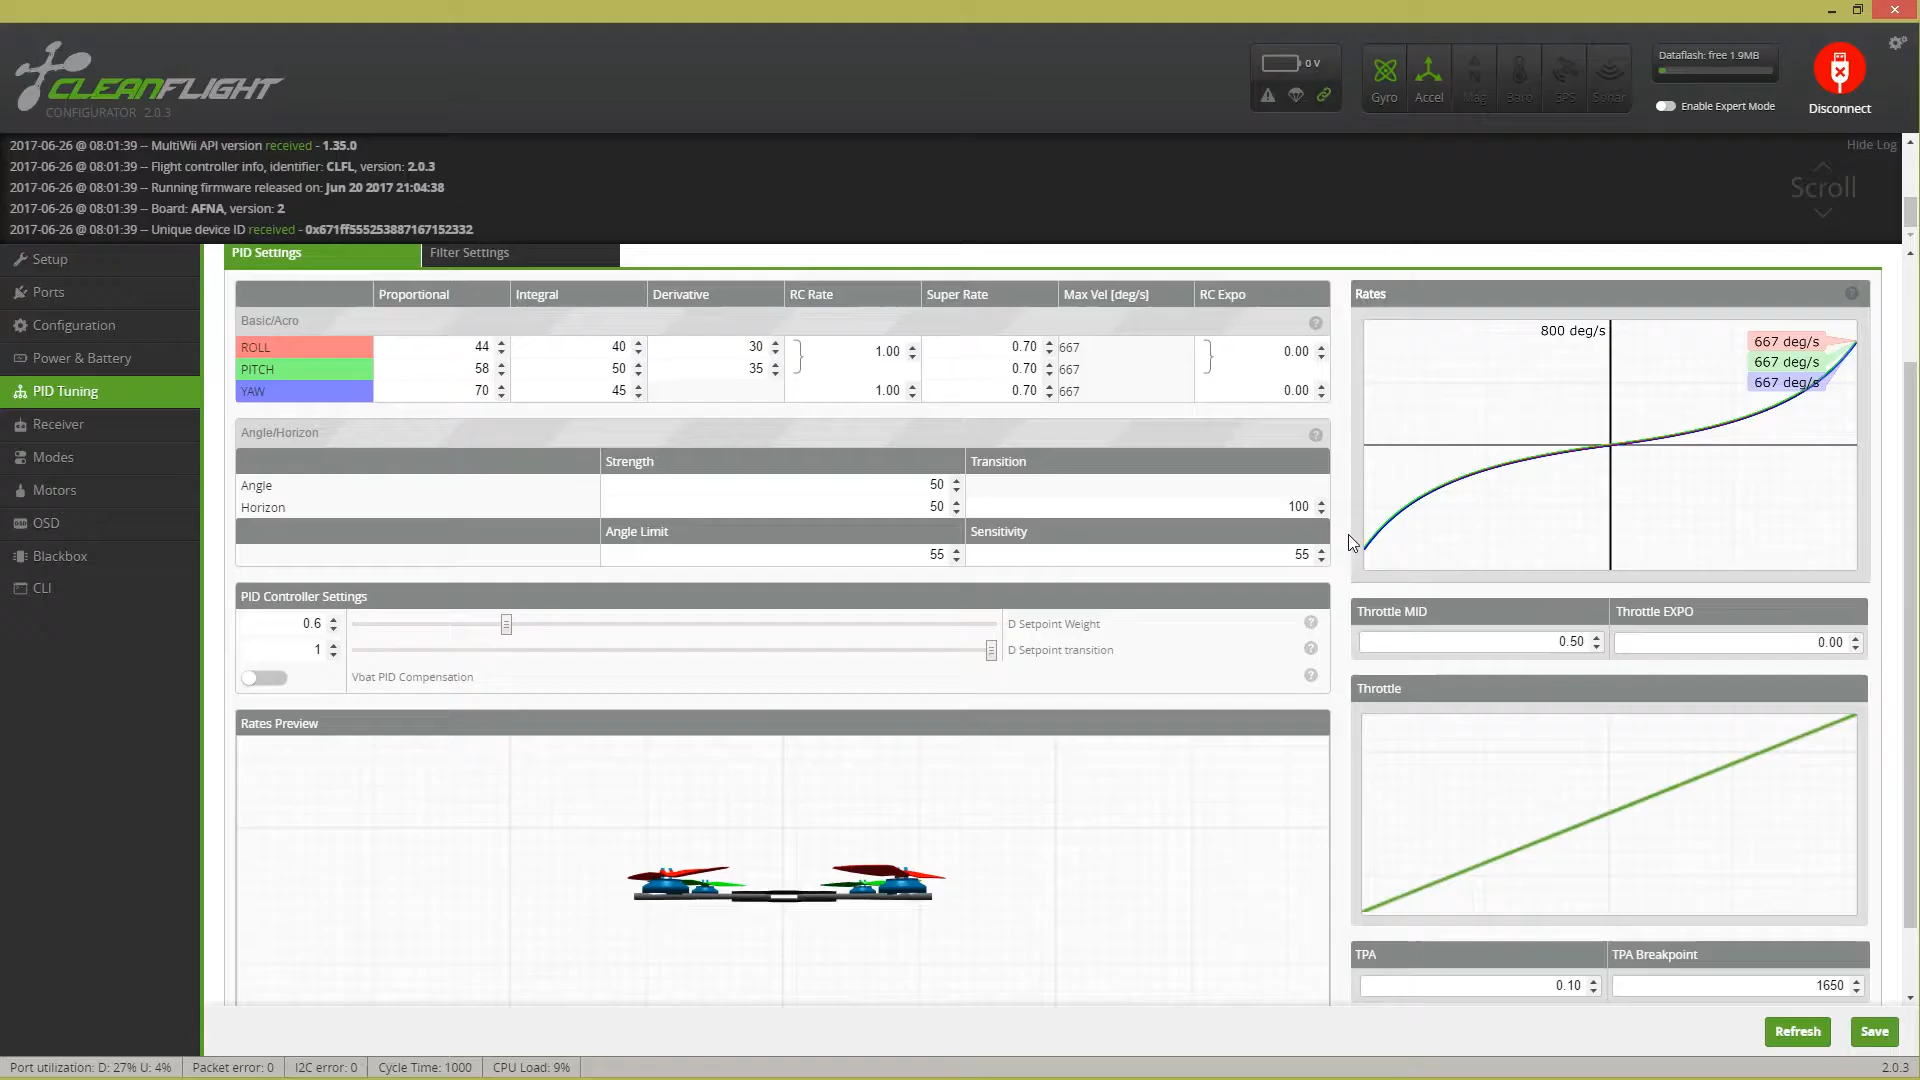 CLEANFLIGHT
CONFIGURATOR 2.0.3
0 V
Gyro Accel Mag Baro GPS Sonar
Dataflash: free 1.9MB
Enable Expert Mode
Disconnect
2017-06-26 @ 08:01:39 -- MultiWii API version received - 1.35.0
2017-06-26 @ 08:01:39 -- Flight controller info, identifier: CLFL, version: 2.0.3
2017-06-26 @ 08:01:39 -- Running firmware released on: Jun 20 2017 21:04:38
2017-06-26 @ 08:01:39 -- Board: AFNA, version: 2
2017-06-26 @ 08:01:39 -- Unique device ID received - 0x671ff555253887167152332
Hide Log
Scroll
Setup
Ports
Configuration
Power & Battery
PID Tuning
Receiver
Modes
Motors
OSD
Blackbox
CLI
PID Settings Filter Settings
Proportional Integral Derivative RC Rate Super Rate Max Vel [deg/s] RC Expo
Basic/Acro
ROLL 44 40 30 1.00 0.70 667 0.00
PITCH 58 50 35 0.70 667
YAW 70 45 1.00 0.70 667 0.00
Angle/Horizon
Strength Transition
Angle 50
Horizon 50 100
Angle Limit Sensitivity
55 55
PID Controller Settings
0.6 D Setpoint Weight
1 D Setpoint transition
Vbat PID Compensation
Rates Preview
Rates
800 deg/s
667 deg/s
667 deg/s
667 deg/s
Throttle MID Throttle EXPO
0.50 0.00
Throttle
TPA TPA Breakpoint
0.10 1650
Refresh Save
Port utilization: D: 27% U: 4% Packet error: 0 I2C error: 0 Cycle Time: 1000 CPU Load: 9% 2.0.3